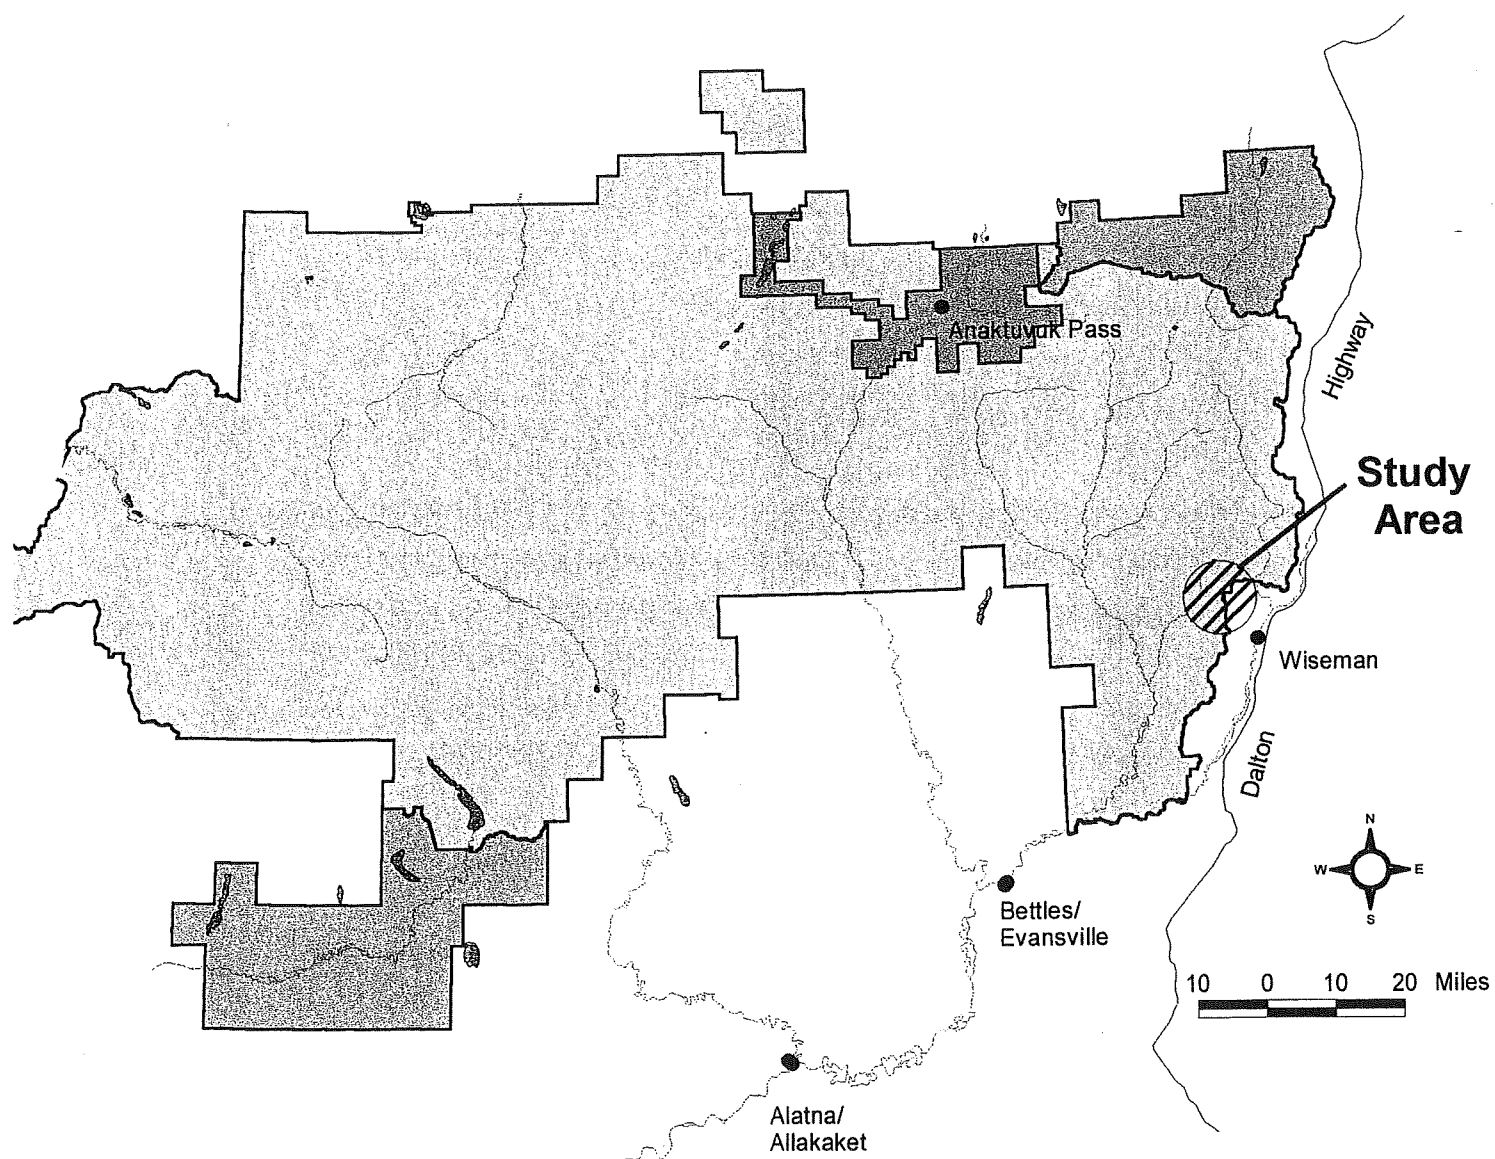 Anaktuvuk Pass
Highway
Study
Area
Wiseman
Dalton
N
W E
S
Bettles/
Evansville
10 0 10 20 Miles
Alatna/
Allakaket